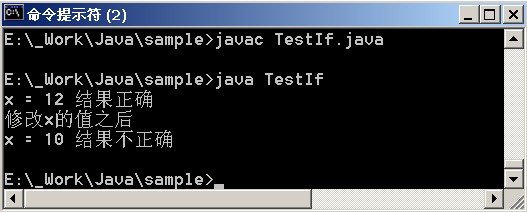 命令提示符 (2)
E:\_Work\Java\sample>javac TestIf.java
E:\_Work\Java\sample>java TestIf
x = 12 结果正确
修改x的值之后
x = 10 结果不正确
E:\_Work\Java\sample>_